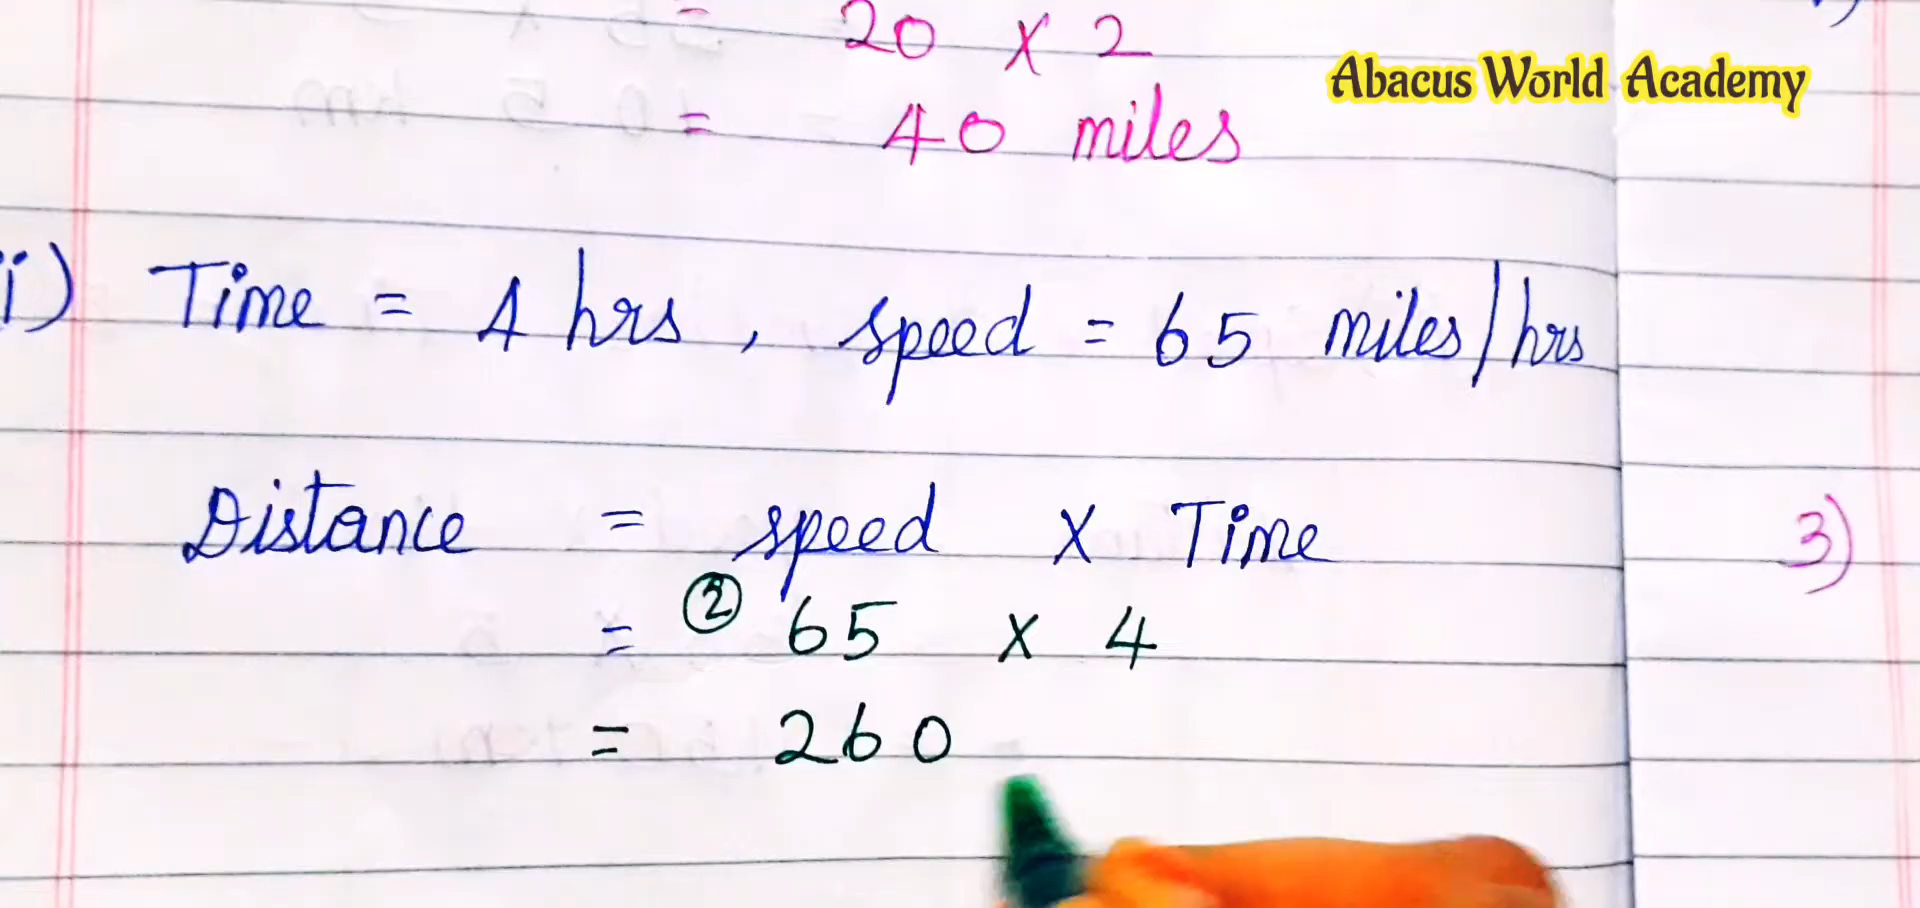 = 20 x 2
Abacus World Academy
= 40 miles
ii) Time = 4 hrs, speed = 65 miles/hrs
Distance = speed x Time
3)
= ② 65 x 4
= 260